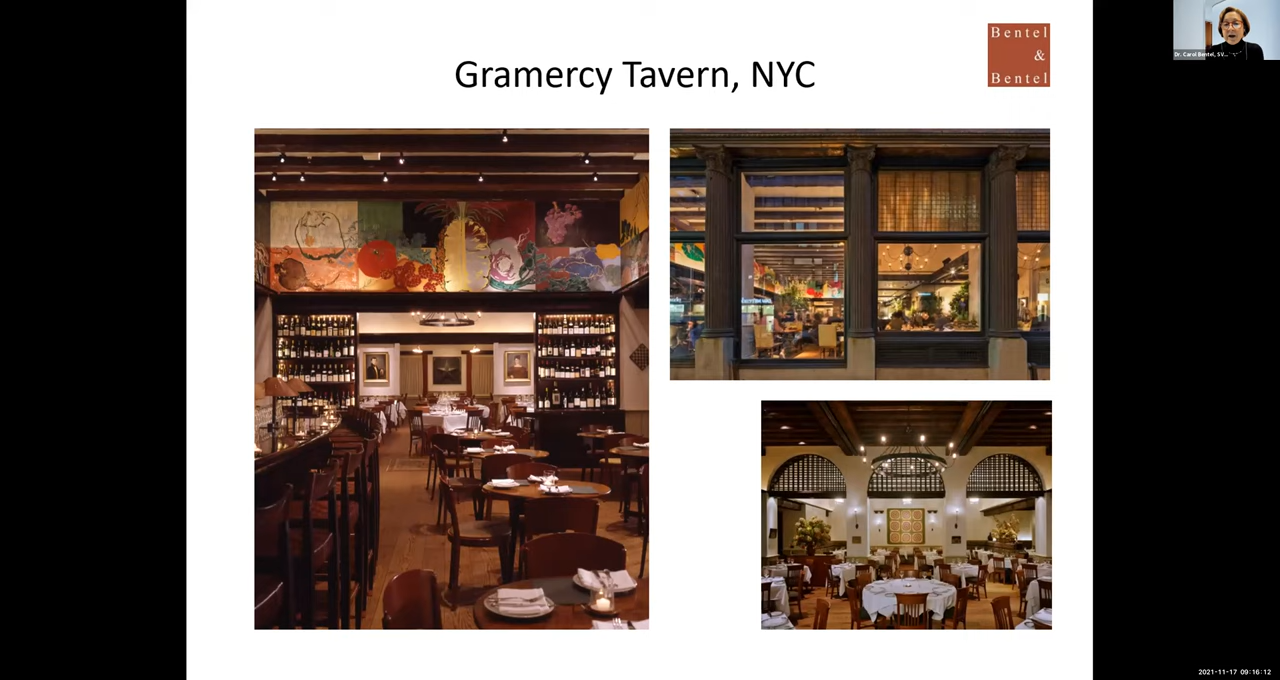 Gramercy Tavern, NYC
Bentel
&
Bentel
Dr. Carol Bentel, SV...
2021-11-17 09:16:12